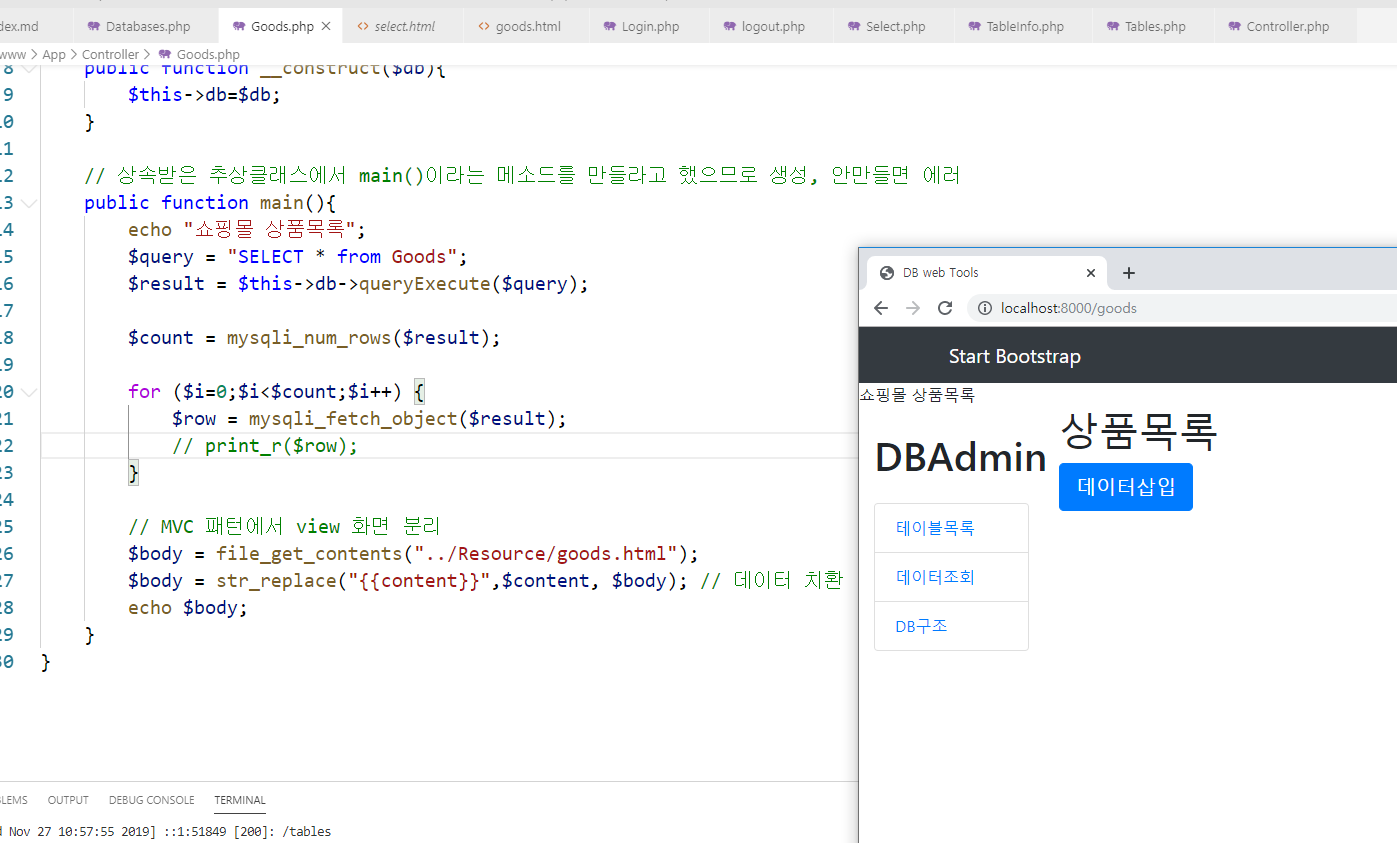 dex.md Databases.php Goods.php select.html goods.html Login.php logout.php Select.php TableInfo.php Tables.php Controller.php
www App Controller Goods.php
8 public function __construct($db){
9 $this->db=$db;
10 }
11
12 // 상속받은 추상클래스에서 main()이라는 메소드를 만들라고 했으므로 생성, 안만들면 에러
13 public function main(){
14 echo "쇼핑몰 상품목록";
15 $query = "SELECT * from Goods";
16 $result = $this->db->queryExecute($query);
17
18 $count = mysqli_num_rows($result);
19
20 for ($i=0;$i<$count;$i++) {
21 $row = mysqli_fetch_object($result);
22 // print_r($row);
23 }
24
25 // MVC 패턴에서 view 화면 분리
26 $body = file_get_contents("../Resource/goods.html");
27 $body = str_replace("{{content}}",$content, $body); // 데이터 치환
28 echo $body;
29 }
30 }
BLEMS OUTPUT DEBUG CONSOLE TERMINAL
d Nov 27 10:57:55 2019] ::1:51849 [200]: /tables
DB web Tools
localhost:8000/goods
Start Bootstrap
쇼핑몰 상품목록
DBAdmin
상품목록
데이터삽입
테이블목록
데이터조회
DB구조